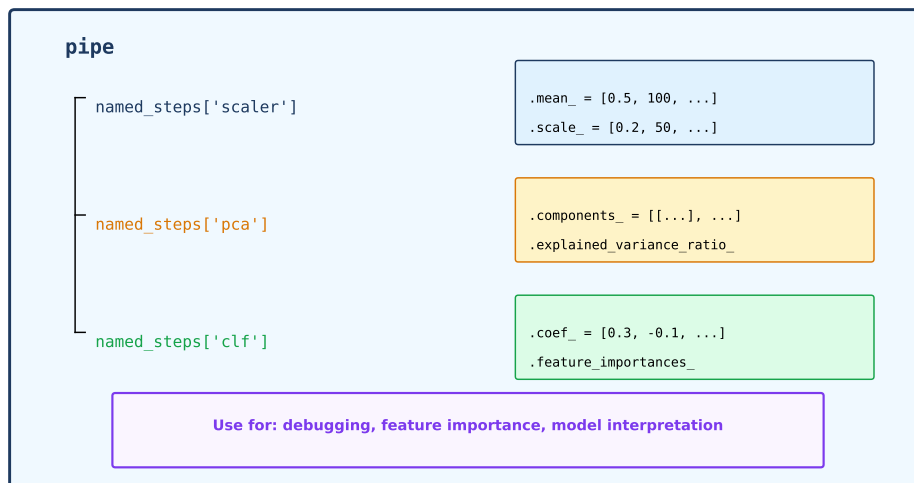 pipe
named_steps['scaler']
.mean_ = [0.5, 100, ...]
.scale_ = [0.2, 50, ...]
named_steps['pca']
.components_ = [[...], ...]
.explained_variance_ratio_
named_steps['clf']
.coef_ = [0.3, -0.1, ...]
.feature_importances_
Use for: debugging, feature importance, model interpretation